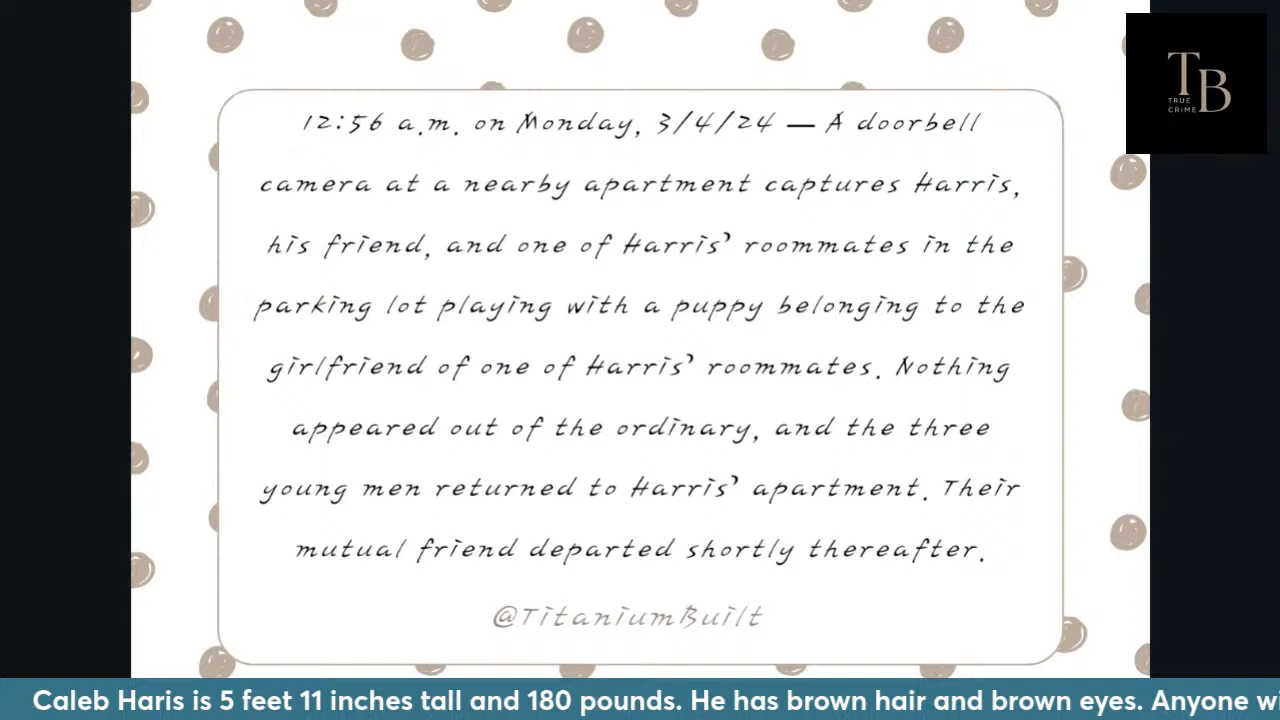 TB
TRUE
CRIME
12:56 a.m. on Monday, 3/4/24 — A doorbell
camera at a nearby apartment captures Harris,
his friend, and one of Harris' roommates in the
parking lot playing with a puppy belonging to the
girlfriend of one of Harris' roommates. Nothing
appeared out of the ordinary, and the three
young men returned to Harris' apartment. Their
mutual friend departed shortly thereafter.
@TitaniumBuilt
Caleb Haris is 5 feet 11 inches tall and 180 pounds. He has brown hair and brown eyes. Anyone wi